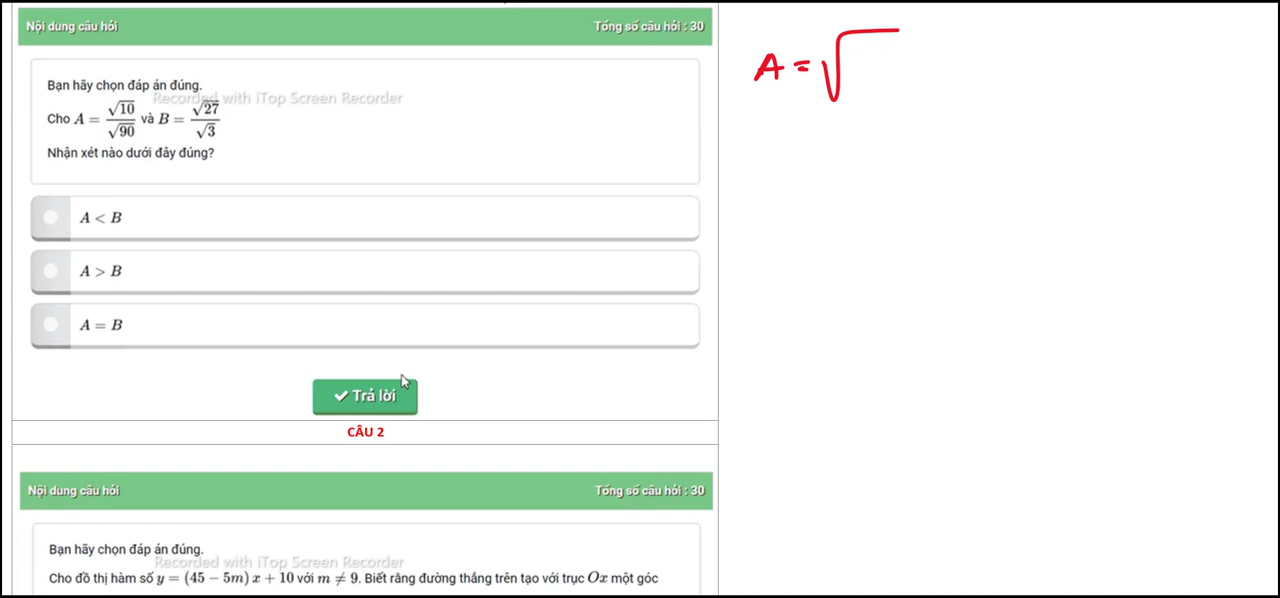 Nội dung câu hỏi
Tổng số câu hỏi : 30
Bạn hãy chọn đáp án đúng.
Recorded with iTop Screen Recorder
Cho A = √10/√90 và B = √27/√3
Nhận xét nào dưới đây đúng?
A < B
A > B
A = B
Trả lời
CÂU 2
Nội dung câu hỏi
Tổng số câu hỏi : 30
Bạn hãy chọn đáp án đúng.
Recorded with iTop Screen Recorder
Cho đồ thị hàm số y = (45 − 5m) x + 10 với m ≠ 9. Biết rằng đường thẳng trên tạo với trục Ox một góc
A = √